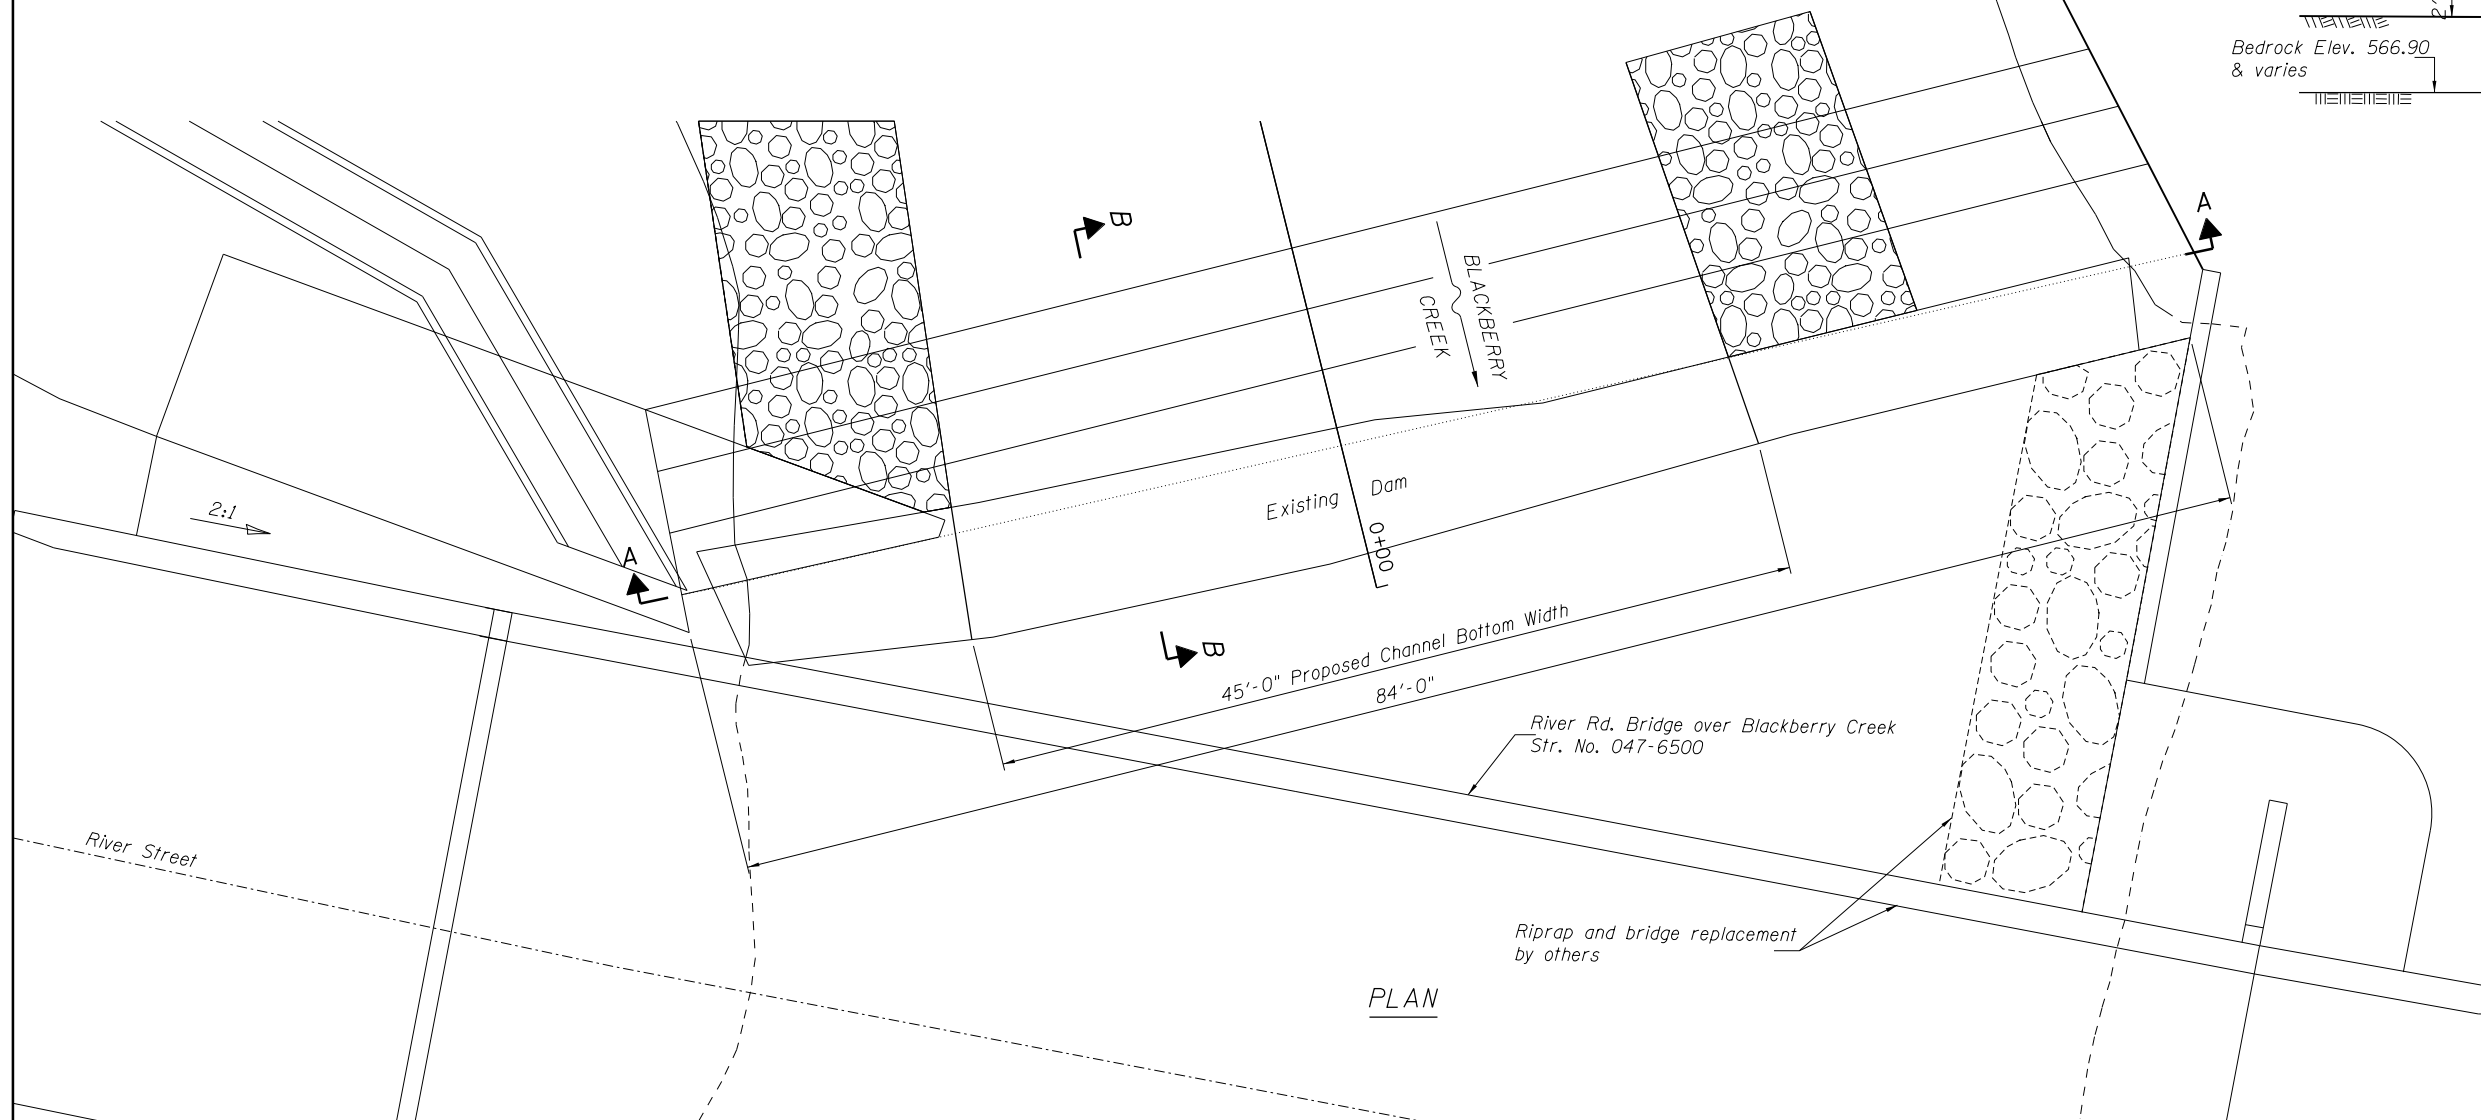 2'
Bedrock Elev. 566.90
& varies
A
B
BLACKBERRY
CREEK
Existing Dam
0+00
2:1
A
B
45'-0" Proposed Channel Bottom Width
84'-0"
River Rd. Bridge over Blackberry Creek
Str. No. 047-6500
River Street
Riprap and bridge replacement
by others
PLAN